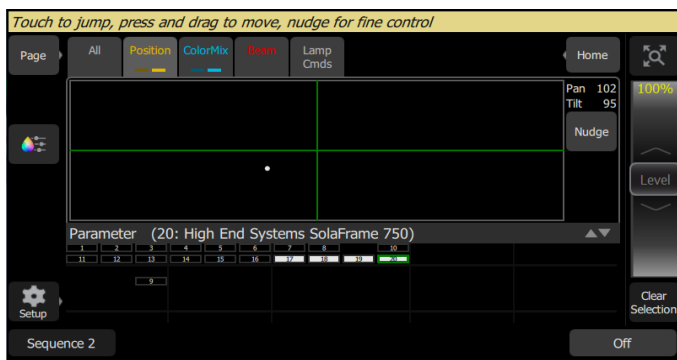 Touch to jump, press and drag to move, nudge for fine control
Page
All
Position
ColorMix
Beam
Lamp
Cmds
Home
Pan 102
Tilt 95
100%
Nudge
Level
Parameter (20: High End Systems SolaFrame 750)
1 2 3 4 5 6 7 8 10
11 12 13 14 15 16 17 18 19 20
9
Setup
Clear
Selection
Sequence 2
Off